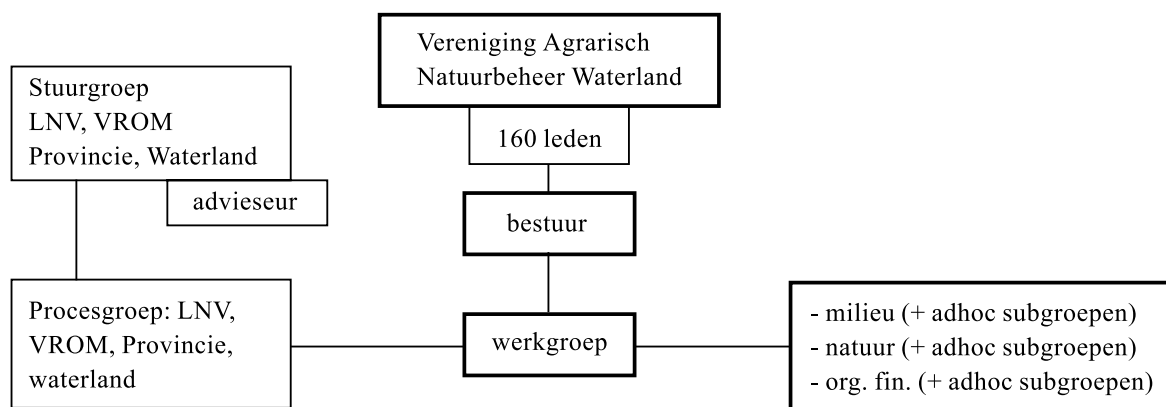 Vereniging Agrarisch
Natuurbeheer Waterland
160 leden
Stuurgroep
LNV, VROM
Provincie, Waterland
advieseur
bestuur
Procesgroep: LNV,
VROM, Provincie,
waterland
werkgroep
- milieu (+ adhoc subgroepen)
- natuur (+ adhoc subgroepen)
- org. fin. (+ adhoc subgroepen)